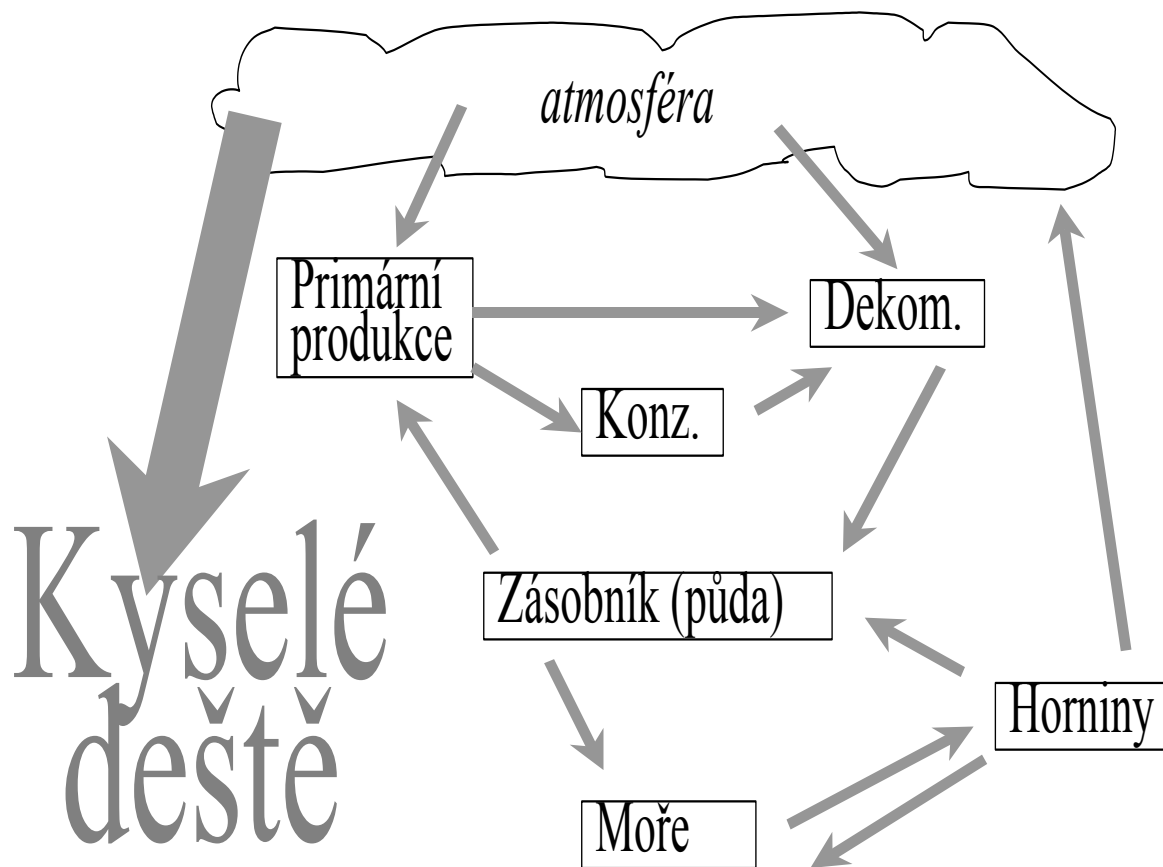 atmosféra
Primární
produkce
Dekom.
Konz.
Kyselé
deště
Zásobník (půda)
Horniny
Moře